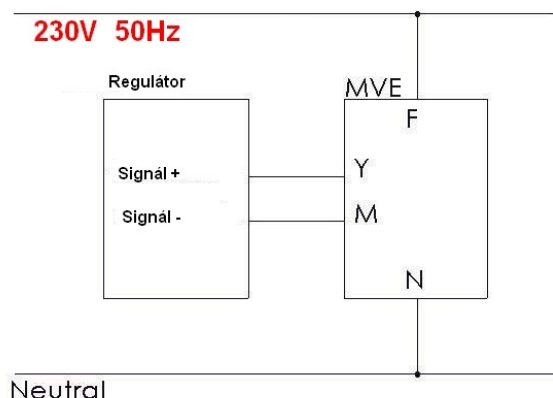 230V 50Hz
Regulátor
MVE
F
Signál +
Y
Signál -
M
N
Neutral